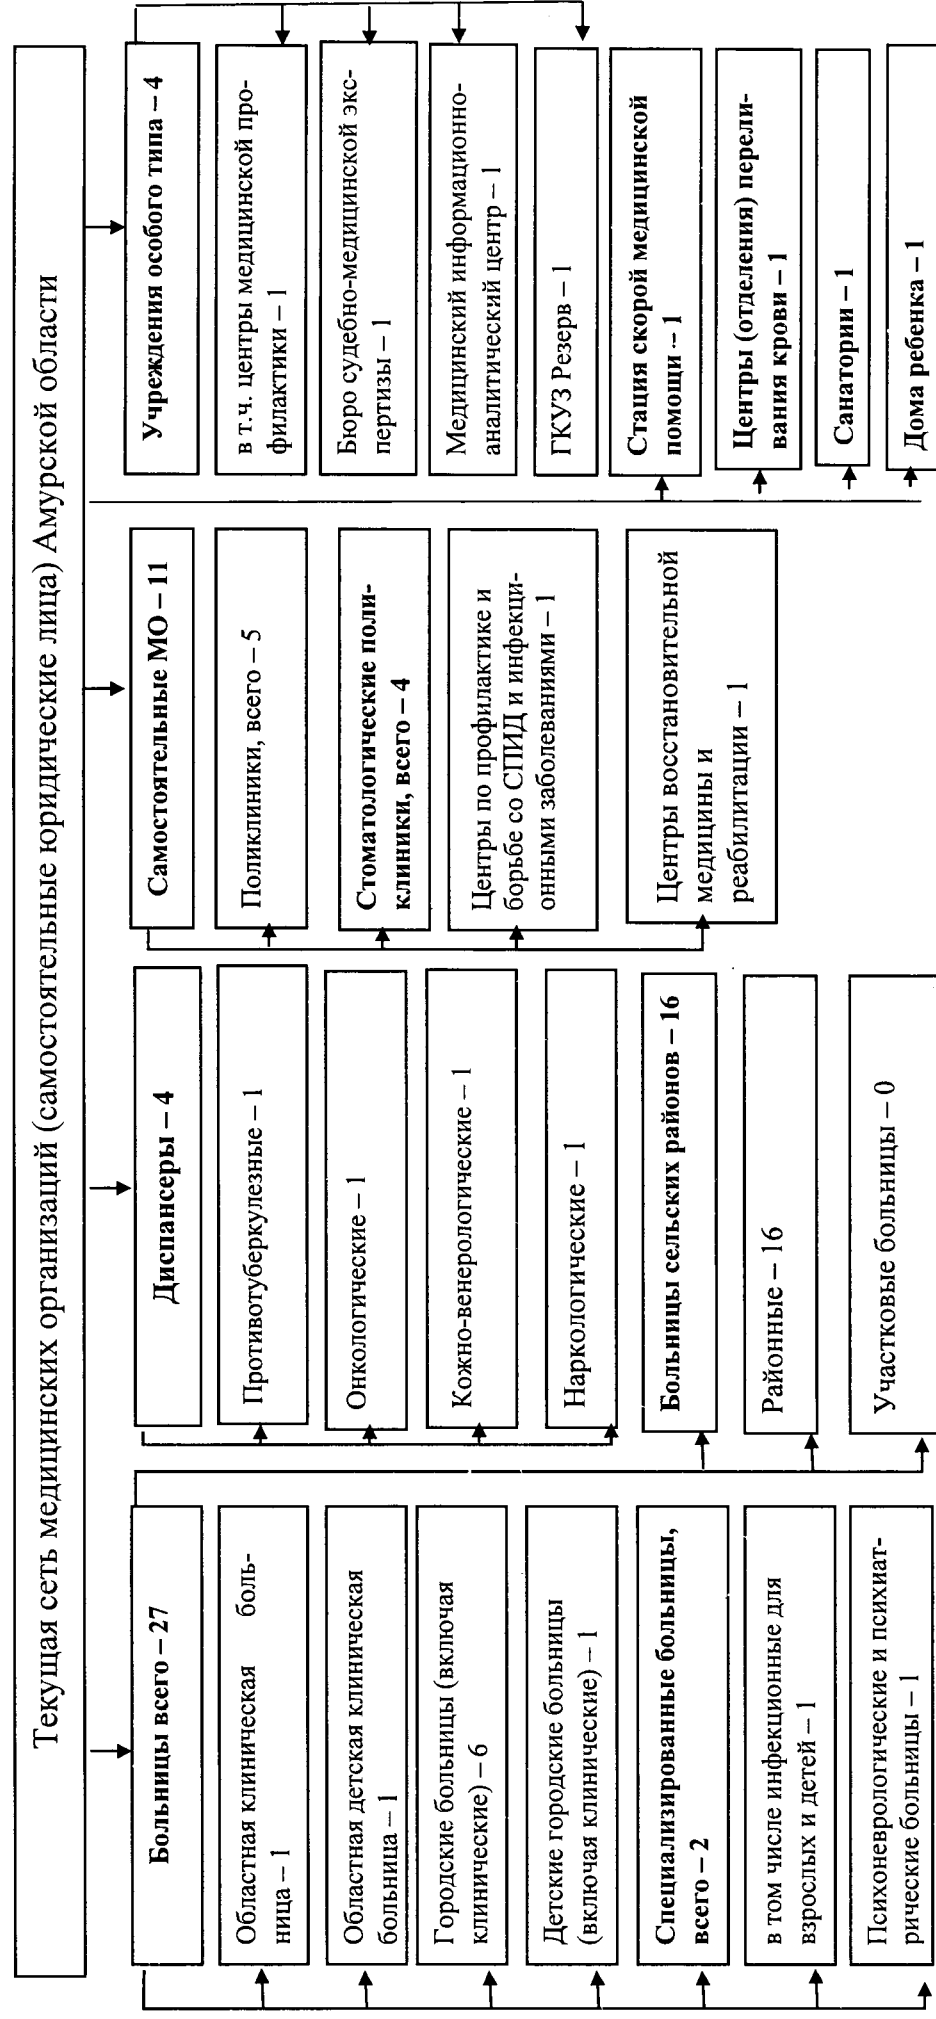 Текущая сеть медицинских организаций (самостоятельные юридические лица) Амурской области
Больницы всего – 27
Областная клиническая боль-
ница – 1
Областная детская клиническая
больница – 1
Городские больницы (включая
клинические) – 6
Детские городские больницы
(включая клинические) – 1
Специализированные больницы,
всего – 2
в том числе инфекционные для
взрослых и детей – 1
Психоневрологические и психиат-
рические больницы – 1
Диспансеры – 4
Противотуберкулезные – 1
Онкологические – 1
Кожно-венерологические – 1
Наркологические – 1
Больницы сельских районов – 16
Районные – 16
Участковые больницы – 0
Самостоятельные МО – 11
Поликлиники, всего – 5
Стоматологические поли-
клиники, всего – 4
Центры по профилактике и
борьбе со СПИД и инфекци-
онными заболеваниями – 1
Центры восстановительной
медицины и
реабилитации – 1
Учреждения особого типа – 4
в т.ч. центры медицинской про-
филактики – 1
Бюро судебно-медицинской экс-
пертизы – 1
Медицинский информационно-
аналитический центр – 1
ГКУЗ Резерв – 1
Стация скорой медицинской
помощи – 1
Центры (отделения) перели-
вания крови – 1
Санатории – 1
Дома ребенка – 1